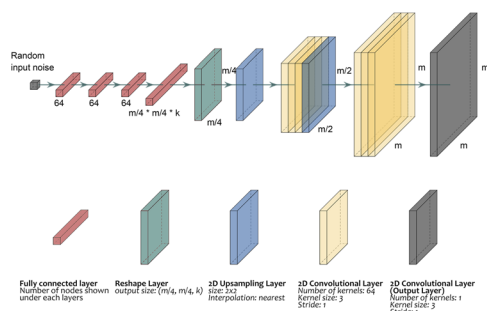 Random
input noise
64
64
64
m/4 * m/4 * k
m/4
m/4
m/2
m/2
m
m
m
m
Fully connected layer
Number of nodes shown
under each layers
Reshape Layer
output size: (m/4, m/4, k)
2D Upsampling Layer
size: 2x2
Interpolation: nearest
2D Convolutional Layer
Number of kernels: 64
Kernel size: 3
Stride: 1
2D Convolutional Layer
(Output Layer)
Number of kernels: 1
Kernel size: 3